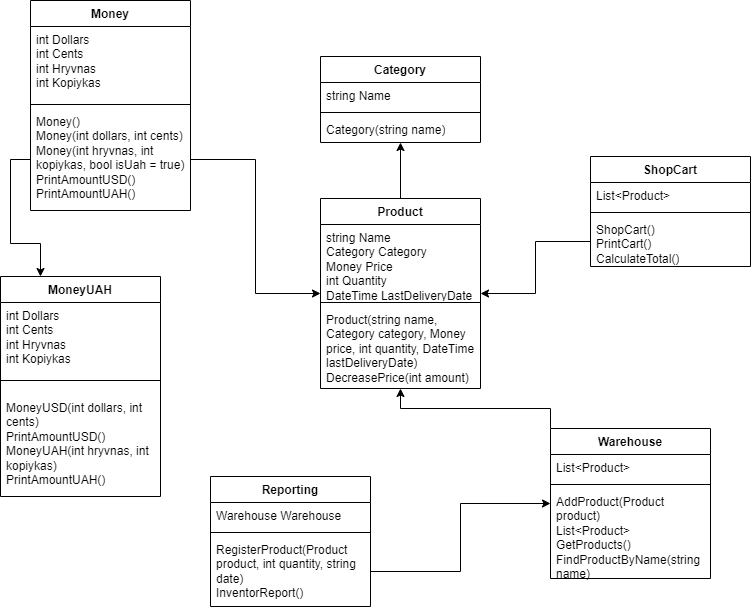 Money
int Dollars
int Cents
int Hryvnas
int Kopiykas
Money()
Money(int dollars, int cents)
Money(int hryvnas, int
kopiykas, bool isUah = true)
PrintAmountUSD()
PrintAmountUAH()
Category
string Name
Category(string name)
ShopCart
List<Product>
ShopCart()
PrintCart()
CalculateTotal()
Product
string Name
Category Category
Money Price
int Quantity
DateTime LastDeliveryDate
Product(string name,
Category category, Money
price, int quantity, DateTime
lastDeliveryDate)
DecreasePrice(int amount)
MoneyUAH
int Dollars
int Cents
int Hryvnas
int Kopiykas
MoneyUSD(int dollars, int
cents)
PrintAmountUSD()
MoneyUAH(int hryvnas, int
kopiykas)
PrintAmountUAH()
Warehouse
List<Product>
AddProduct(Product
product)
List<Product>
GetProducts()
FindProductByName(string
name)
Reporting
Warehouse Warehouse
RegisterProduct(Product
product, int quantity, string
date)
InventorReport()